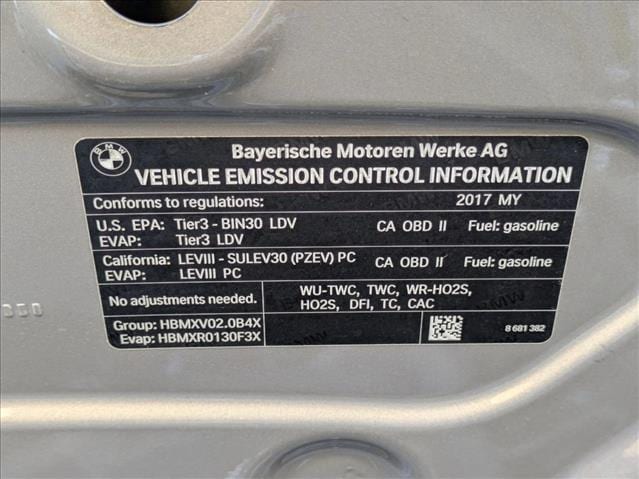 BMW
Bayerische Motoren Werke AG
VEHICLE EMISSION CONTROL INFORMATION
Conforms to regulations: 2017 MY
U.S. EPA: Tier3 - BIN30 LDV CA OBD II Fuel: gasoline
EVAP: Tier3 LDV
California: LEVIII - SULEV30 (PZEV) PC CA OBD II Fuel: gasoline
EVAP: LEVIII PC
No adjustments needed. WU-TWC, TWC, WR-HO2S,
HO2S, DFI, TC, CAC
Group: HBMXV02.0B4X
Evap: HBMXR0130F3X 8 681 382